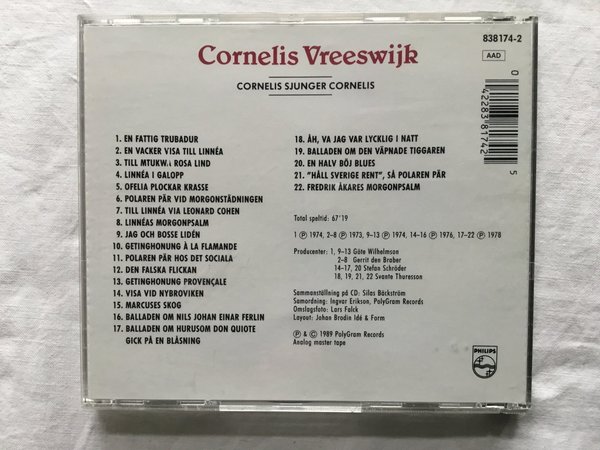 838174-2
AAD
Cornelis Vreeswijk
CORNELIS SJUNGER CORNELIS
0 42283 81742 5
1. EN FATTIG TRUBADUR
2. EN VACKER VISA TILL LINNÉA
3. TILL MTUKWA ROSA LIND
4. LINNÉA I GALOPP
5. OFELIA PLOCKAR KRASSE
6. POLAREN PÄR VID MORGONSTÄDNINGEN
7. TILL LINNÉA VIA LEONARD COHEN
8. LINNÉAS MORGONPSALM
9. JAG OCH BOSSE LIDÉN
10. GETINGHONUNG À LA FLAMANDE
11. POLAREN PÄR HOS DET SOCIALA
12. DEN FALSKA FLICKAN
13. GETINGHONUNG PROVENÇALE
14. VISA VID NYBROVIKEN
15. MARCUSES SKOG
16. BALLADEN OM NILS JOHAN EINAR FERLIN
17. BALLADEN OM HURUSOM DON QUIOTE
GICK PÅ EN BLÅSNING
18. ÅH, VA JAG VAR LYCKLIG I NATT
19. BALLADEN OM DEN VÄPNADE TIGGAREN
20. EN HALV BÖJ BLUES
21. "HÅLL SVERIGE RENT", SÅ POLAREN PÄR
22. FREDRIK ÅKARES MORGONPSALM
Total speltid: 67'19
1 Ⓟ 1974, 2–8 Ⓟ 1973, 9–13 Ⓟ 1974, 14–16 Ⓟ 1976, 17–22 Ⓟ 1978
Producenter: 1, 9–13 Göte Wilhelmson
2–8 Gerrit den Braber
14–17, 20 Stefan Schröder
18, 19, 21, 22 Svante Thuresson
Sammanställning på CD: Silas Bäckström
Samordning: Ingvar Erikson, PolyGram Records
Omslagsfoto: Lars Falck
Layout: Johan Brodin Idé & Form
Ⓟ & © 1989 PolyGram Records
Analog master tape
PHILIPS